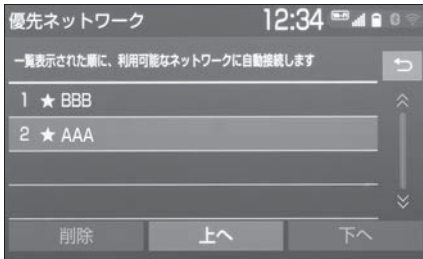 優先ネットワーク 12:34
一覧表示された順に、利用可能なネットワークに自動接続します
1 ★ BBB
2 ★ AAA
削除 上へ 下へ